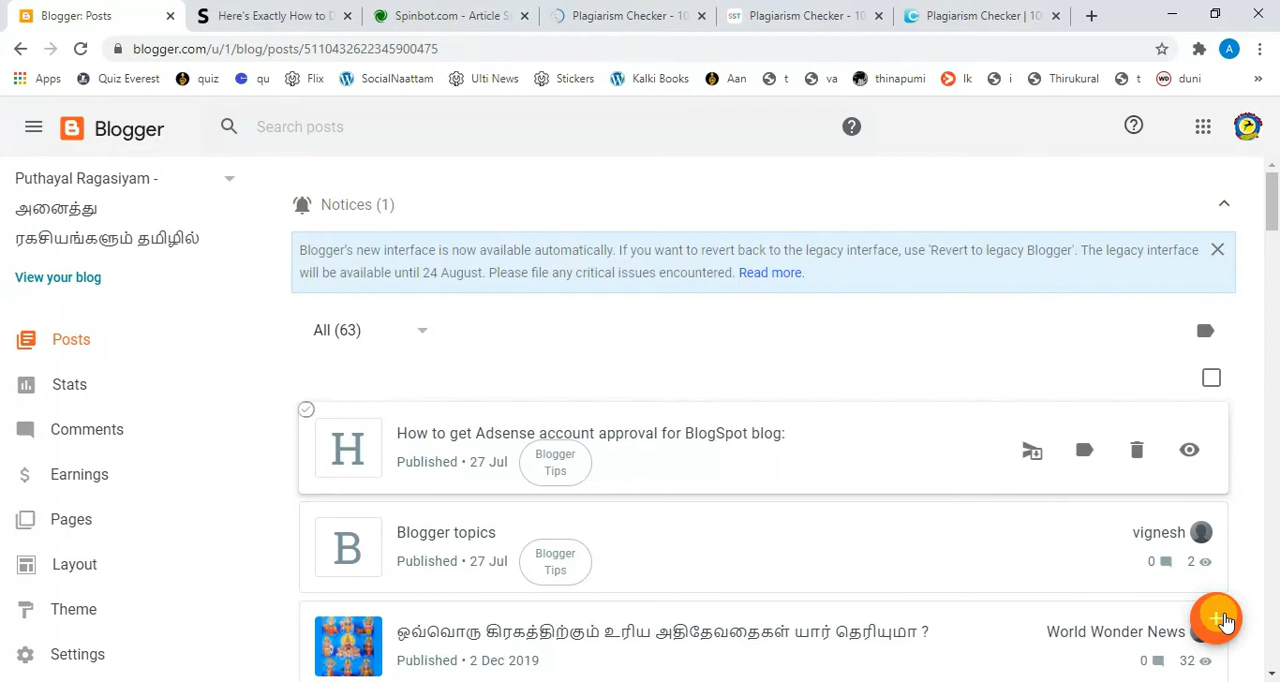 Blogger: Posts
Here's Exactly How to D
Spinbot.com - Article S
Plagiarism Checker - 10
SST
Plagiarism Checker - 10
Plagiarism Checker | 10
blogger.com/u/1/blog/posts/5110432622345900475
A
Apps
Quiz Everest
quiz
qu
Flix
SocialNaattam
Ulti News
Stickers
Kalki Books
Aan
t
va
thinapumi
lk
i
Thirukural
t
WD
duni
»
Blogger
Search posts
Puthayal Ragasiyam -
அனைத்து
ரகசியங்களும் தமிழில்
View your blog
Posts
Stats
Comments
Earnings
Pages
Layout
Theme
Settings
Notices (1)
Blogger's new interface is now available automatically. If you want to revert back to the legacy interface, use 'Revert to legacy Blogger'. The legacy interface
will be available until 24 August. Please file any critical issues encountered. Read more.
All (63)
H
How to get Adsense account approval for BlogSpot blog:
Published • 27 Jul
Blogger
Tips
B
Blogger topics
Published • 27 Jul
Blogger
Tips
vignesh
0
2
ஒவ்வொரு கிரகத்திற்கும் உரிய அதிதேவதைகள் யார் தெரியுமா ?
Published • 2 Dec 2019
World Wonder News
0
32